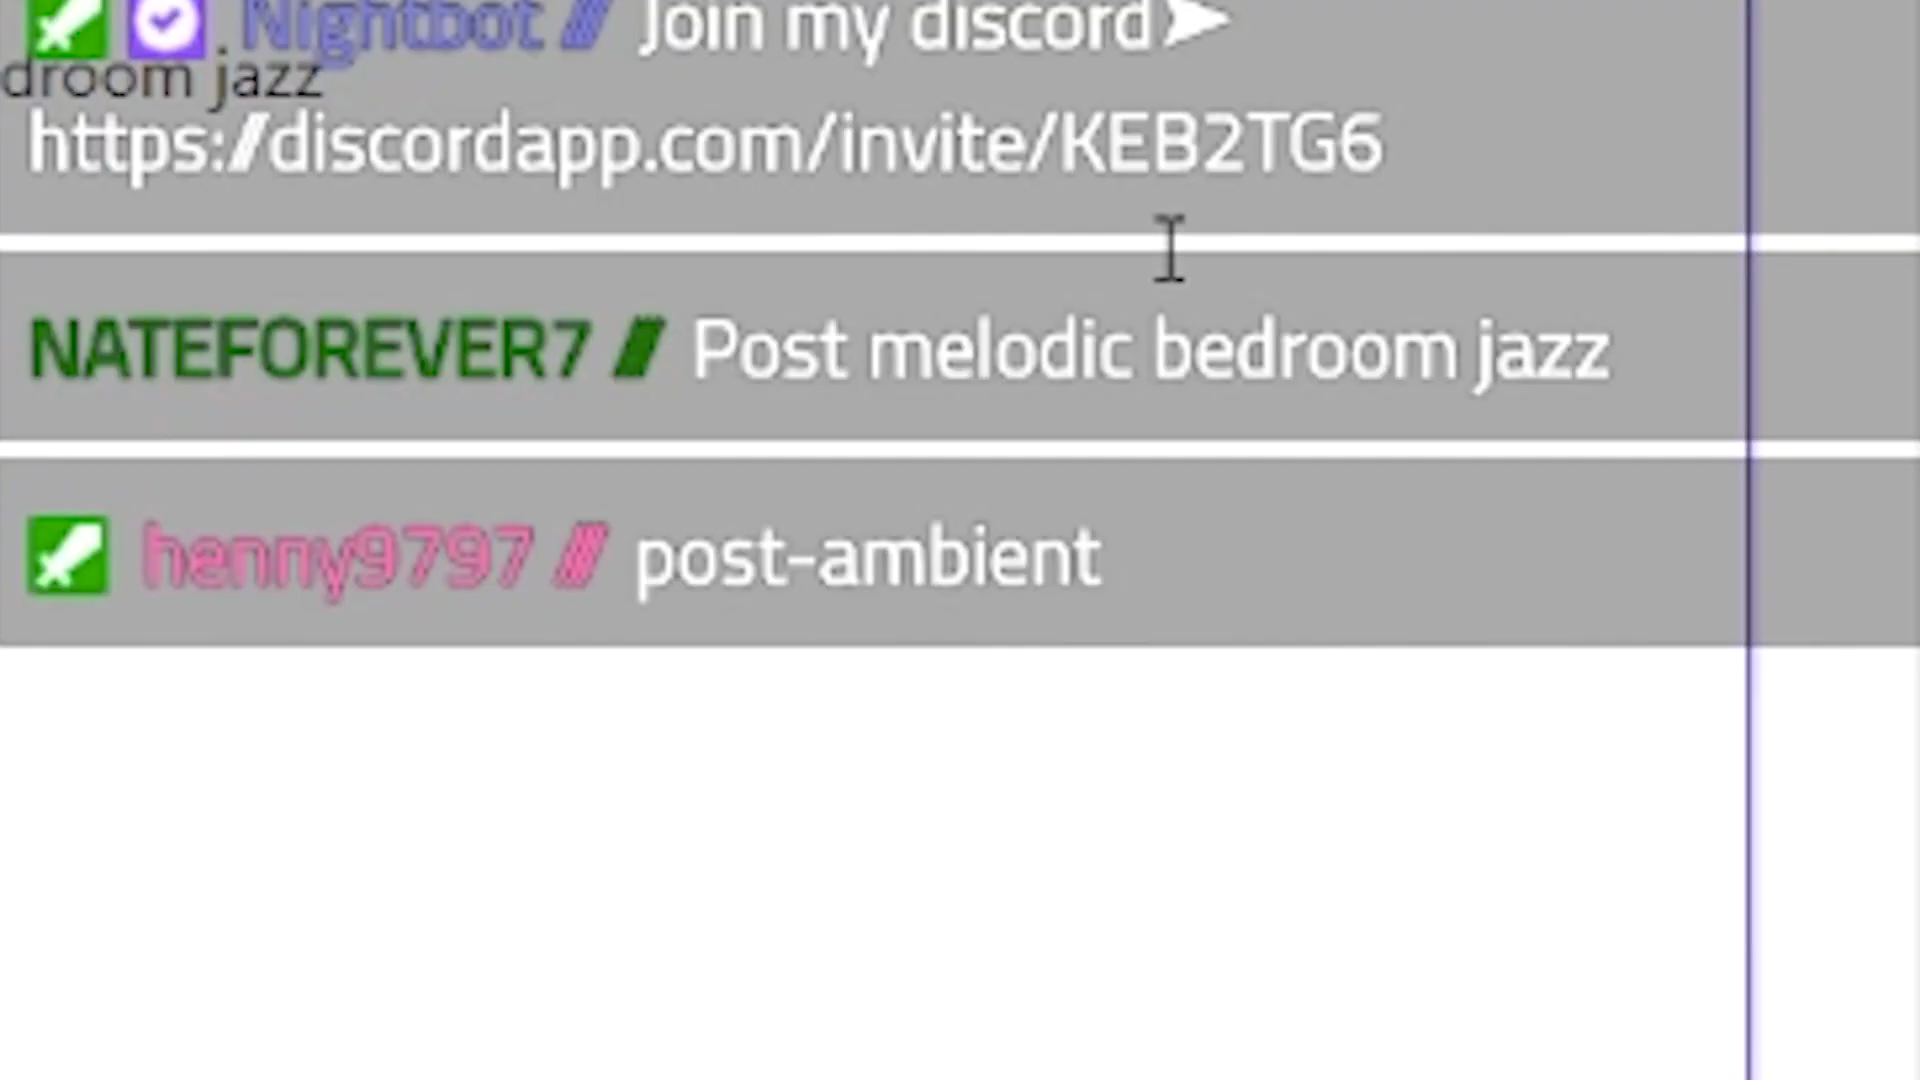 Nightbot // Join my discord➤
droom jazz
https://discordapp.com/invite/KEB2TG6
NATEFOREVER7 // Post melodic bedroom jazz
henny9797 // post-ambient